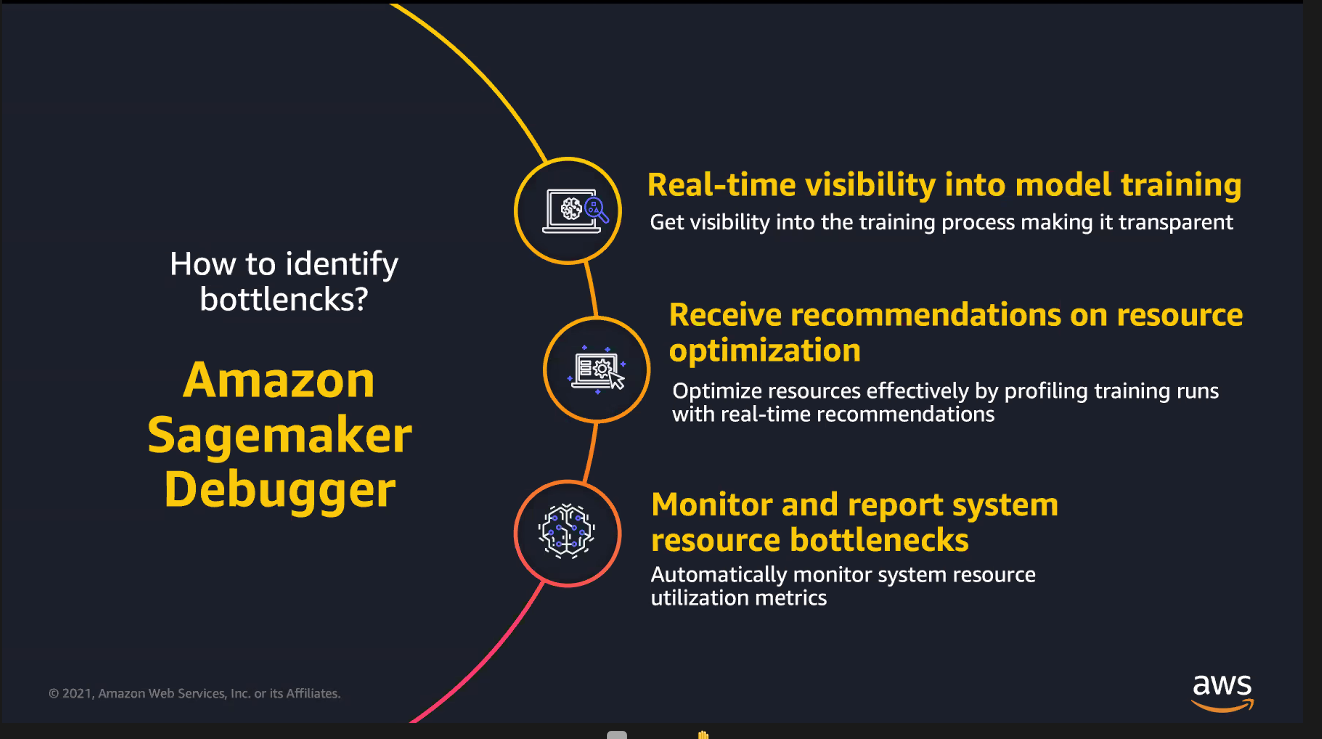 How to identify
bottlencks?
Amazon
Sagemaker
Debugger
Real-time visibility into model training
Get visibility into the training process making it transparent
Receive recommendations on resource
optimization
Optimize resources effectively by profiling training runs
with real-time recommendations
Monitor and report system
resource bottlenecks
Automatically monitor system resource
utilization metrics
© 2021, Amazon Web Services, Inc. or its Affiliates.
aws